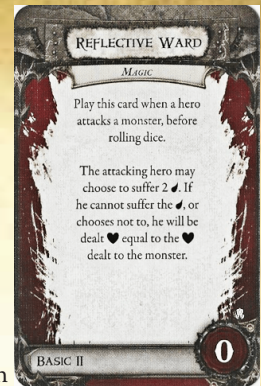 REFLECTIVE WARD
MAGIC
Play this card when a hero
attacks a monster, before
rolling dice.
The attacking hero may
choose to suffer 2 . If
he cannot suffer the , or
chooses not to, he will be
dealt ♥ equal to the ♥
dealt to the monster.
n
BASIC II
0